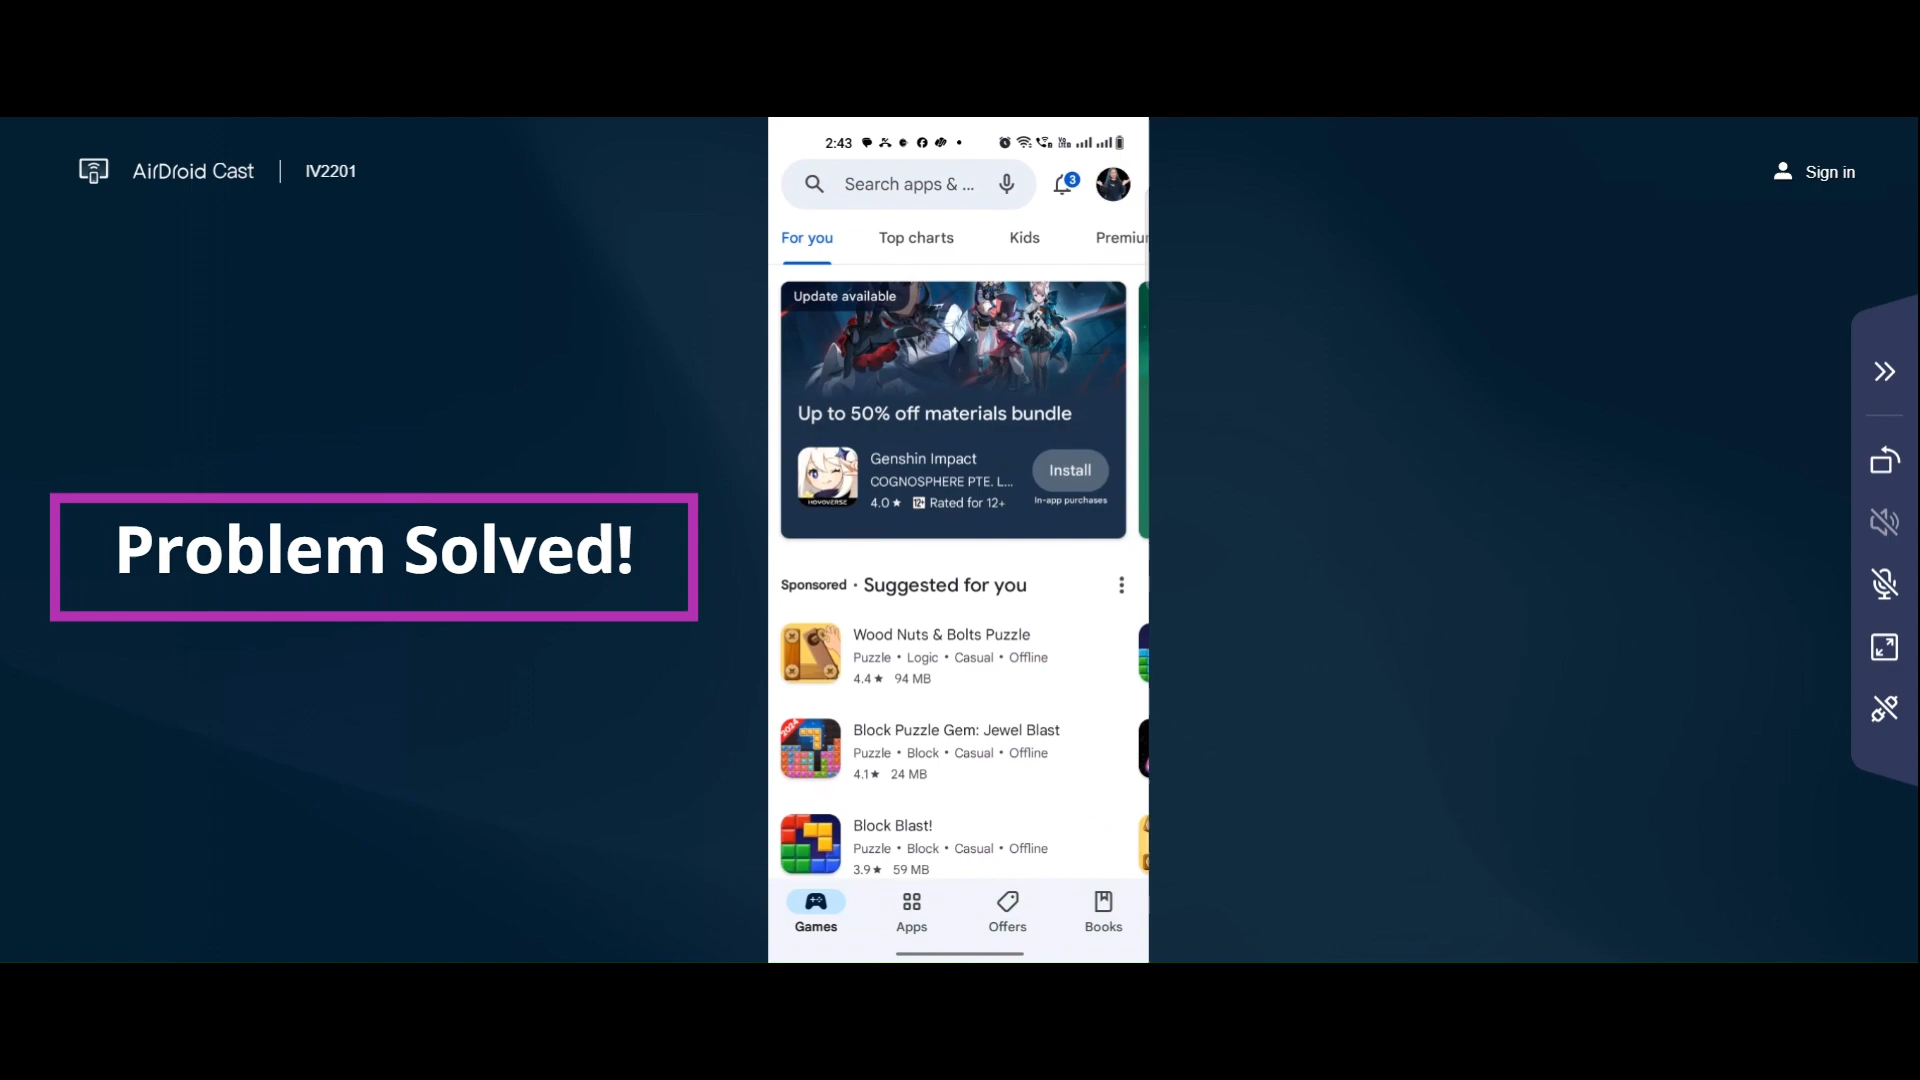 AirDroid Cast
IV2201
Sign in
2:43
Search apps & ...
3
For you
Top charts
Kids
Premiu
Update available
Up to 50% off materials bundle
Genshin Impact
COGNOSPHERE PTE. L...
4.0★ 12+ Rated for 12+
Install
In-app purchases
HOYOVERSE
Problem Solved!
Sponsored • Suggested for you
Wood Nuts & Bolts Puzzle
Puzzle • Logic • Casual • Offline
4.4★ 94 MB
2024
Block Puzzle Gem: Jewel Blast
Puzzle • Block • Casual • Offline
4.1★ 24 MB
Block Blast!
Puzzle • Block • Casual • Offline
3.9★ 59 MB
Games
Apps
Offers
Books